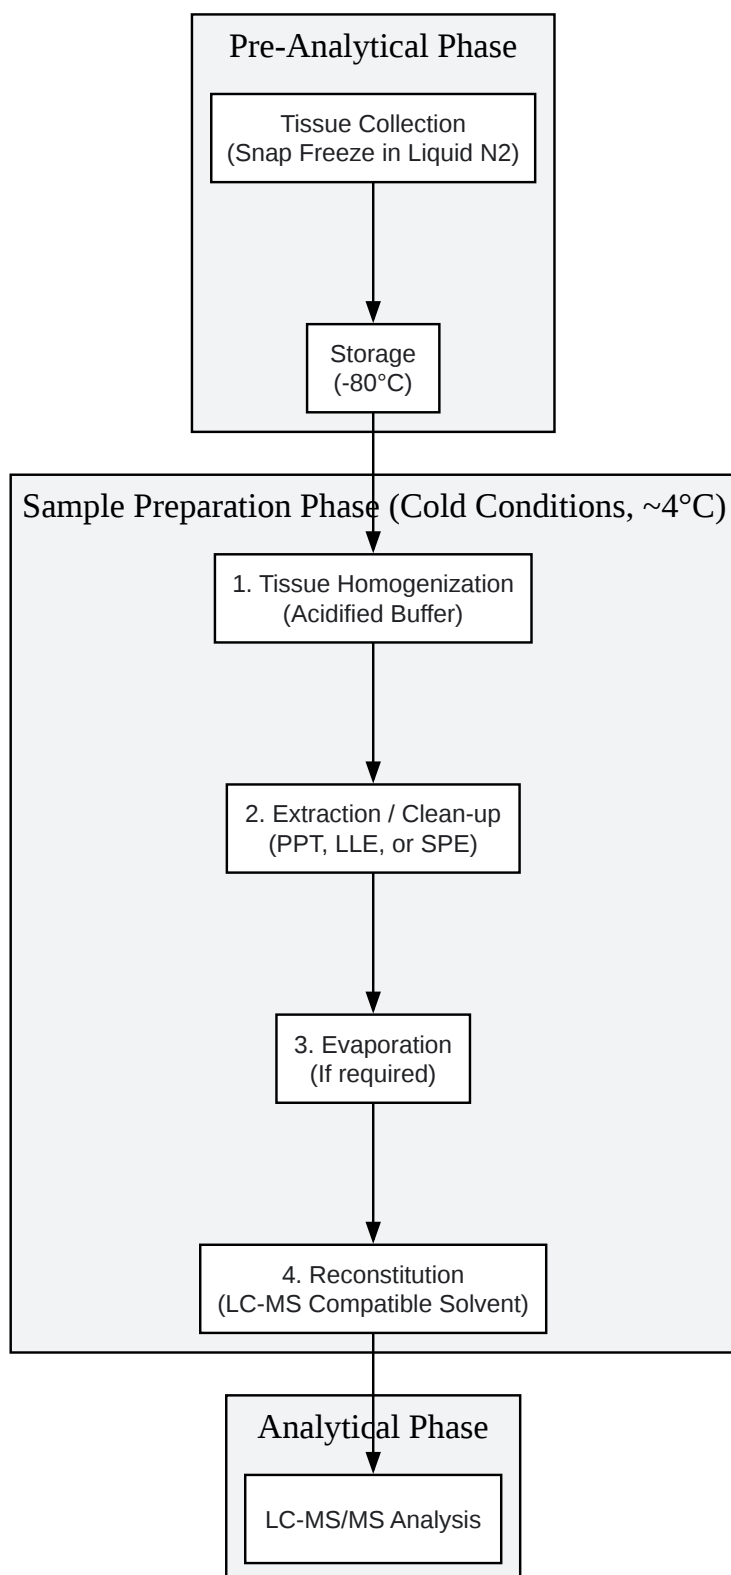 Pre-Analytical Phase
Tissue Collection
(Snap Freeze in Liquid N2)
Storage
(-80°C)
Sample Preparation Phase (Cold Conditions, ~4°C)
1. Tissue Homogenization
(Acidified Buffer)
2. Extraction / Clean-up
(PPT, LLE, or SPE)
3. Evaporation
(If required)
4. Reconstitution
(LC-MS Compatible Solvent)
Analytical Phase
LC-MS/MS Analysis